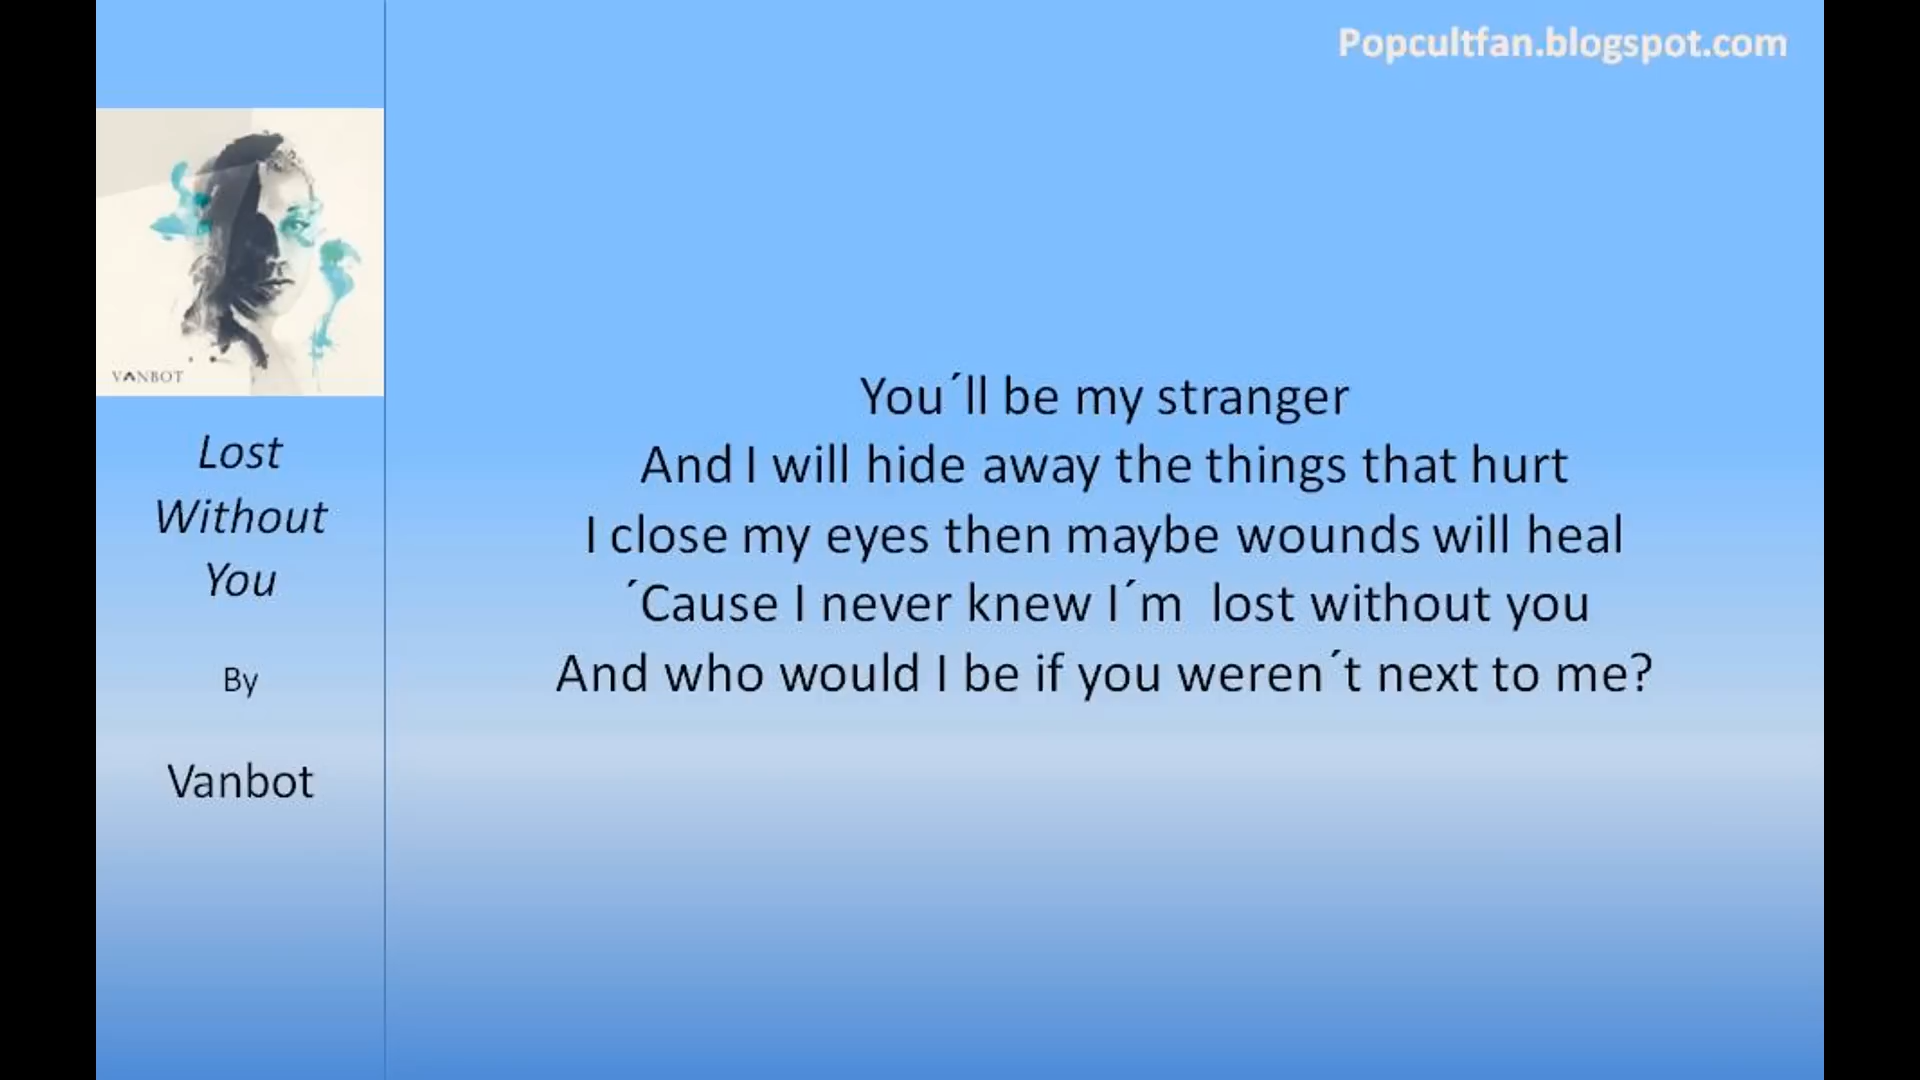 Popcultfan.blogspot.com
VANBOT
Lost
Without
You
By
Vanbot
You´ll be my stranger
And I will hide away the things that hurt
I close my eyes then maybe wounds will heal
´Cause I never knew I´m  lost without you
And who would I be if you weren´t next to me?